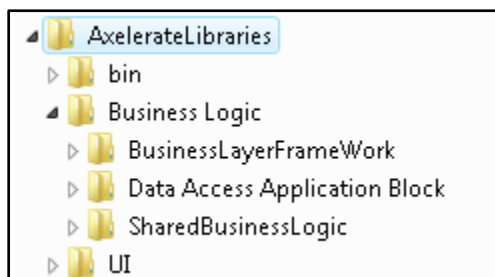 AxelerateLibraries
bin
Business Logic
BusinessLayerFrameWork
Data Access Application Block
SharedBusinessLogic
UI